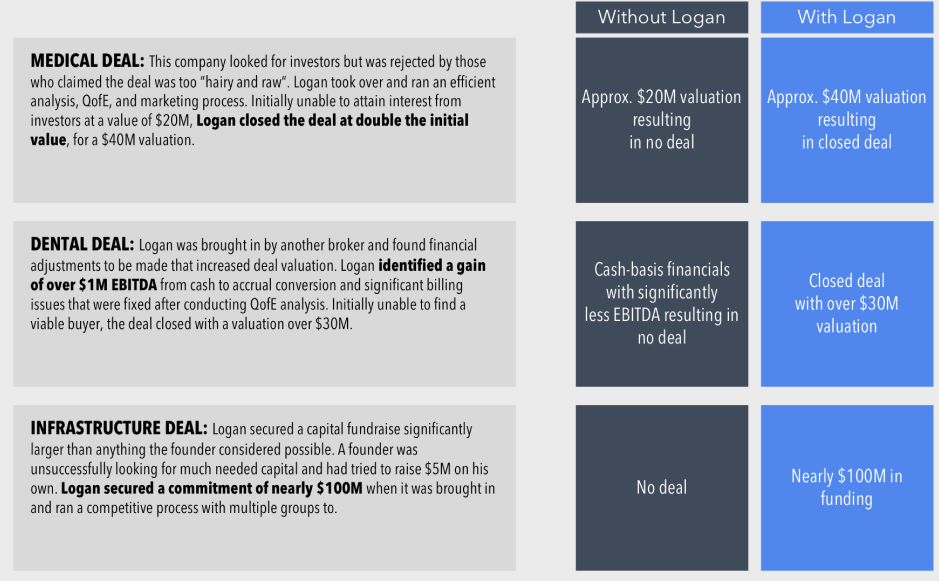 Without Logan
With Logan
MEDICAL DEAL: This company looked for investors but was rejected by those
who claimed the deal was too "hairy and raw". Logan took over and ran an efficient
analysis, QofE, and marketing process. Initially unable to attain interest from
investors at a value of $20M, Logan closed the deal at double the initial
value, for a $40M valuation.
Approx. $20M valuation
resulting
in no deal
Approx. $40M valuation
resulting
in closed deal
DENTAL DEAL: Logan was brought in by another broker and found financial
adjustments to be made that increased deal valuation. Logan identified a gain
of over $1M EBITDA from cash to accrual conversion and significant billing
issues that were fixed after conducting QofE analysis. Initially unable to find a
viable buyer, the deal closed with a valuation over $30M.
Cash-basis financials
with significantly
less EBITDA resulting in
no deal
Closed deal
with over $30M
valuation
INFRASTRUCTURE DEAL: Logan secured a capital fundraise significantly
larger than anything the founder considered possible. A founder was
unsuccessfully looking for much needed capital and had tried to raise $5M on his
own. Logan secured a commitment of nearly $100M when it was brought in
and ran a competitive process with multiple groups to.
No deal
Nearly $100M in
funding